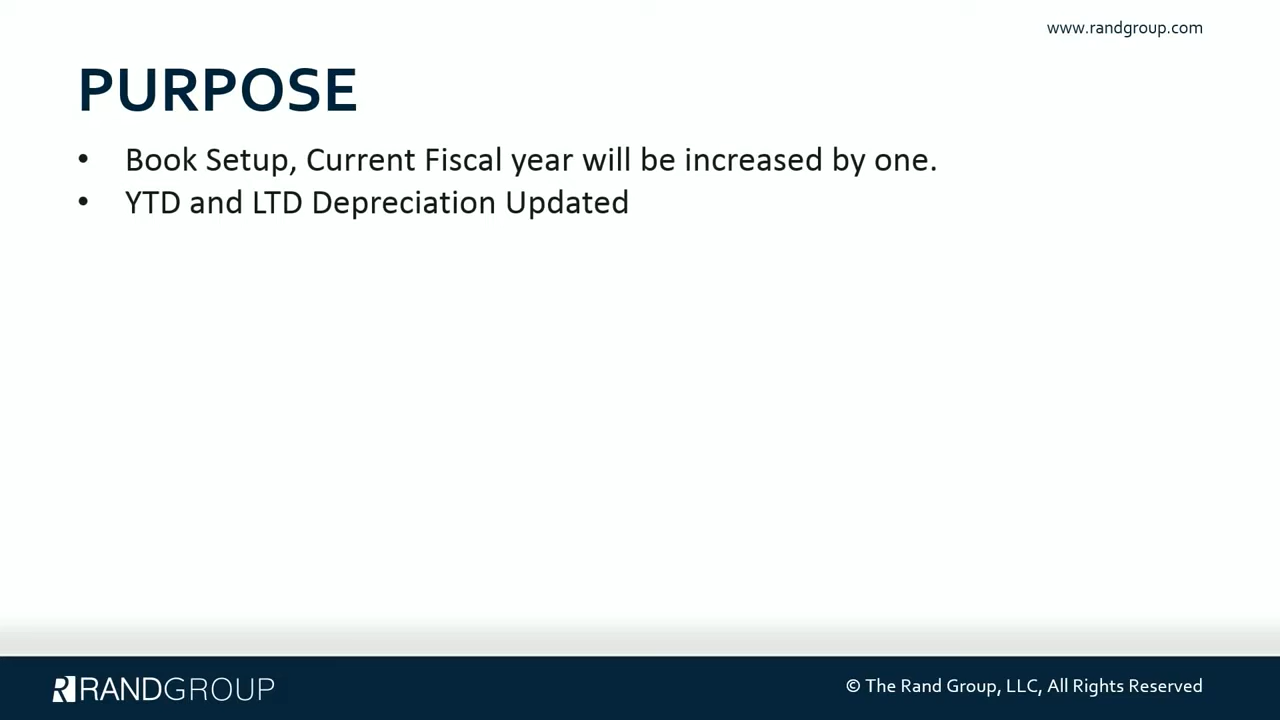 www.randgroup.com
PURPOSE
• Book Setup, Current Fiscal year will be increased by one.
• YTD and LTD Depreciation Updated
RANDGROUP
© The Rand Group, LLC, All Rights Reserved